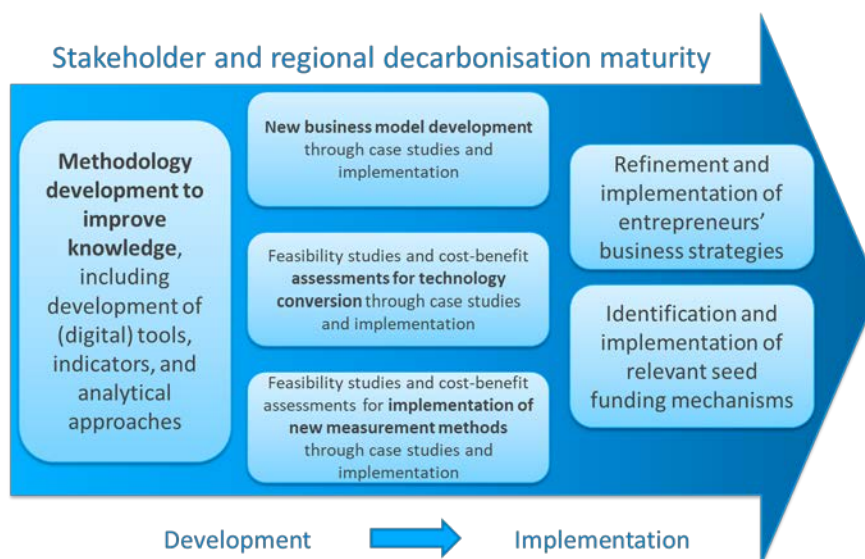 Stakeholder and regional decarbonisation maturity
Methodology
development to
improve
knowledge,
including
development of
(digital) tools,
indicators, and
analytical
approaches
New business model development
through case studies and
implementation
Feasibility studies and cost-benefit
assessments for technology
conversion through case studies
and implementation
Feasibility studies and cost-benefit
assessments for implementation of
new measurement methods
through case studies and
implementation
Refinement and
implementation of
entrepreneurs'
business strategies
Identification and
implementation of
relevant seed
funding mechanisms
Development
Implementation